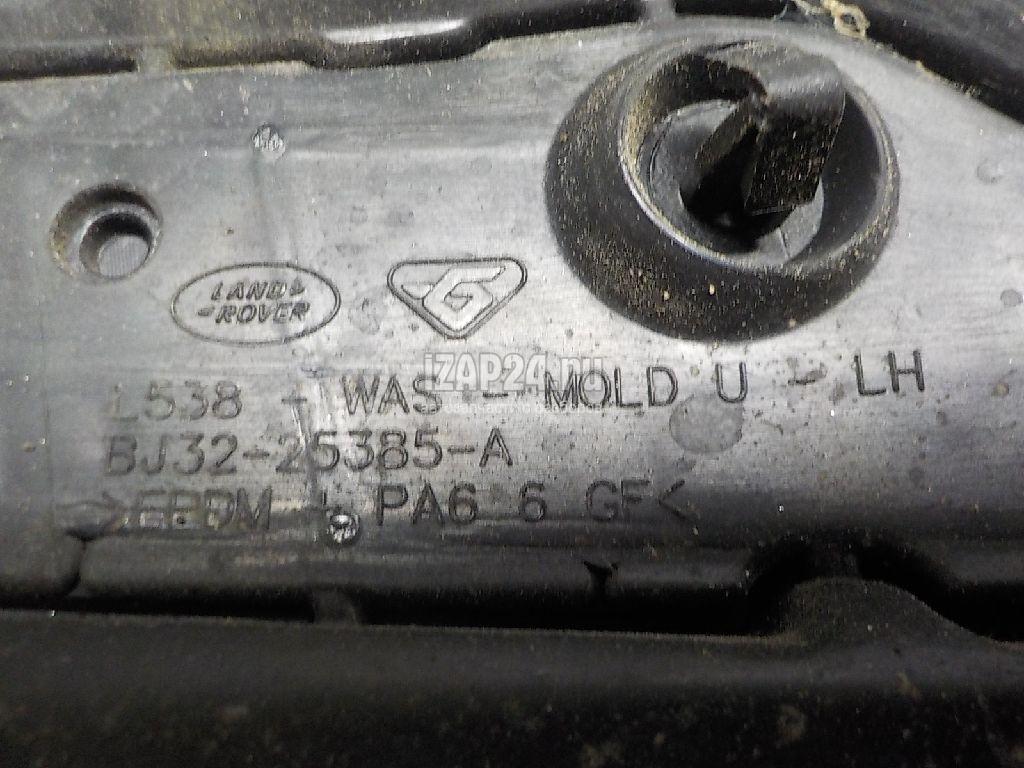 LAND
-ROVER
G
iZAP24.ru
L538 - WAS - MOLD U - LH
BJ32-25385-A
>EPDM + PA6 6 GF<